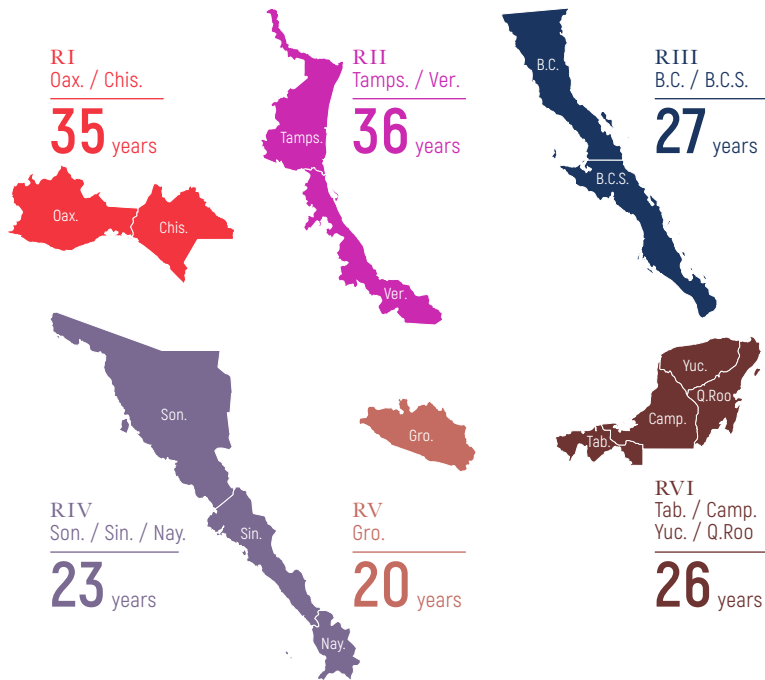 RI
Oax. / Chis.
35 years
Oax.
Chis.
RII
Tamps. / Ver.
36 years
Tamps.
Ver.
RIII
B.C. / B.C.S.
27 years
B.C.
B.C.S.
RIV
Son. / Sin. / Nay.
23 years
Son.
Sin.
Nay.
RV
Gro.
20 years
Gro.
RVI
Tab. / Camp.
Yuc. / Q.Roo
26 years
Yuc.
Q.Roo
Camp.
Tab.